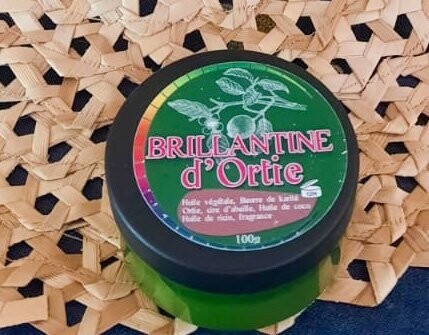 BRILLANTINE
d'Ortie
Huile végétale, Beurre de karité
Ortie, cire d'abeille, Huile de coco
Huile de ricin, fragrance
100g